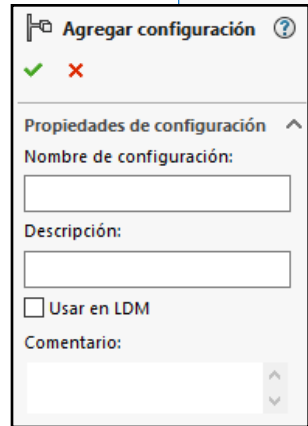 Agregar configuración ?
Propiedades de configuración
Nombre de configuración:
Descripción:
Usar en LDM
Comentario: